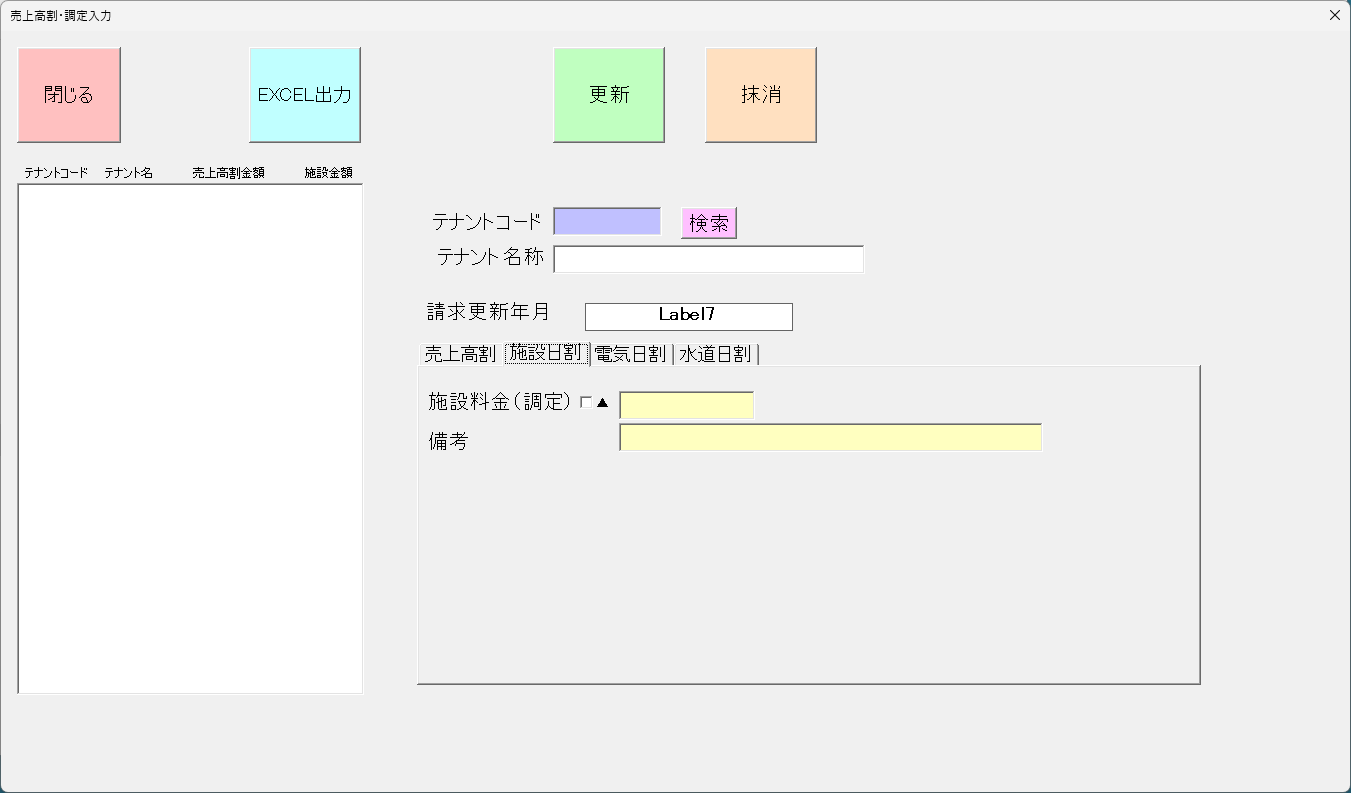 売上高割・調定入力
閉じる
EXCEL出力
更新
抹消
テナントコード テナント名 売上高割金額 施設金額
テナントコード 検索
テナント名称
請求更新年月 Label7
売上高割 施設日割 電気日割 水道日割
施設料金(調定) ▲
備考